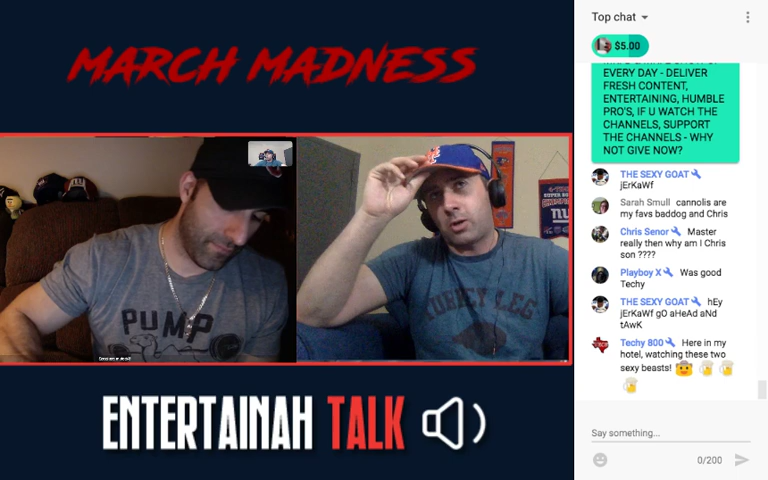 MARCH MADNESS
PUMP
TURKEY LEG
NY
ENTERTAINAH TALK
Top chat
$5.00
EVERY DAY - DELIVER
FRESH CONTENT,
ENTERTAINING, HUMBLE
PRO'S, IF U WATCH THE
CHANNELS, SUPPORT
THE CHANNELS - WHY
NOT GIVE NOW?
THE SEXY GOAT
jErKaWf
Sarah Smull cannolis are
my favs baddog and Chris
Chris Senor Master
really then why am I Chris
son ????
Playboy X Was good
Techy
THE SEXY GOAT hEy
jErKaWf gO aHeAd aNd
tAwK
Techy 800 Here in my
hotel, watching these two
sexy beasts!
Say something...
0/200